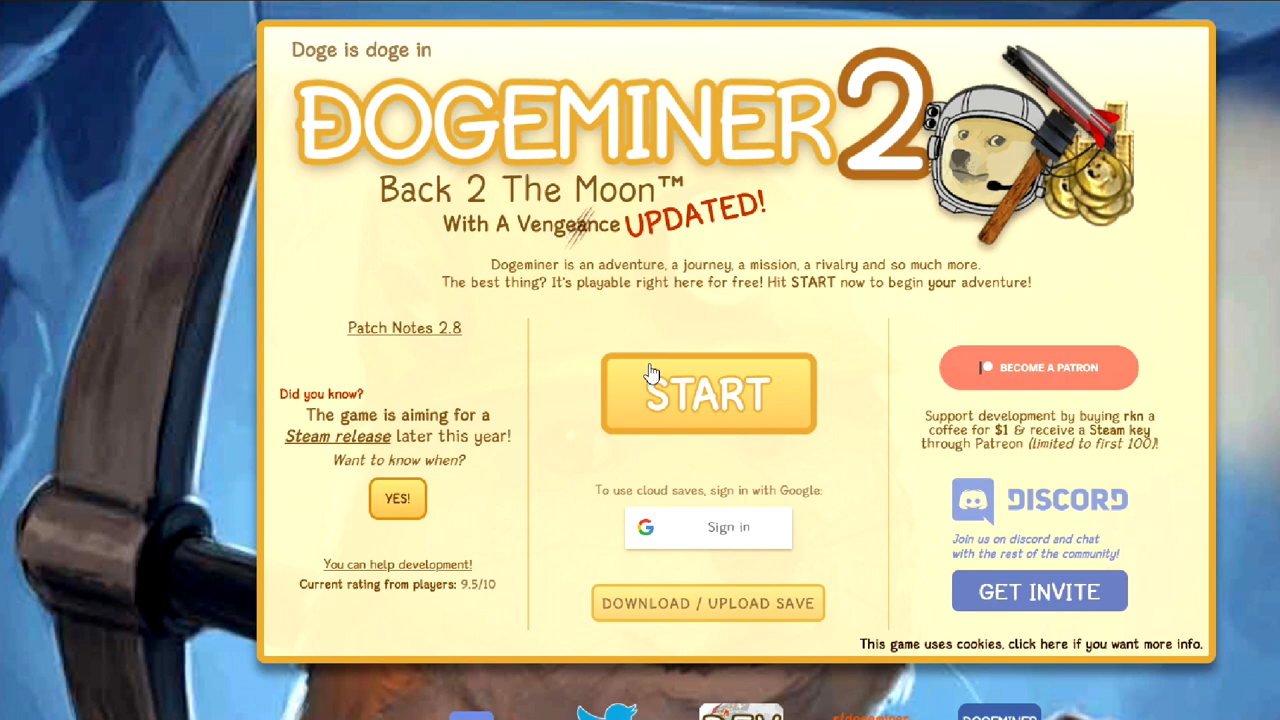 Doge is doge in
ÐOGEMINER 2
Back 2 The Moon™
With A Vengeance UPDATED!
Dogeminer is an adventure, a journey, a mission, a rivalry and so much more.
The best thing? It's playable right here for free! Hit START now to begin your adventure!
Patch Notes 2.8
Did you know?
The game is aiming for a
Steam release later this year!
Want to know when?
YES!
You can help development!
Current rating from players: 9.5/10
START
To use cloud saves, sign in with Google:
Sign in
DOWNLOAD / UPLOAD SAVE
BECOME A PATRON
Support development by buying rkn a
coffee for $1 & receive a Steam key
through Patreon (limited to first 100)!
DISCORD
Join us on discord and chat
with the rest of the community!
GET INVITE
This game uses cookies, click here if you want more info.